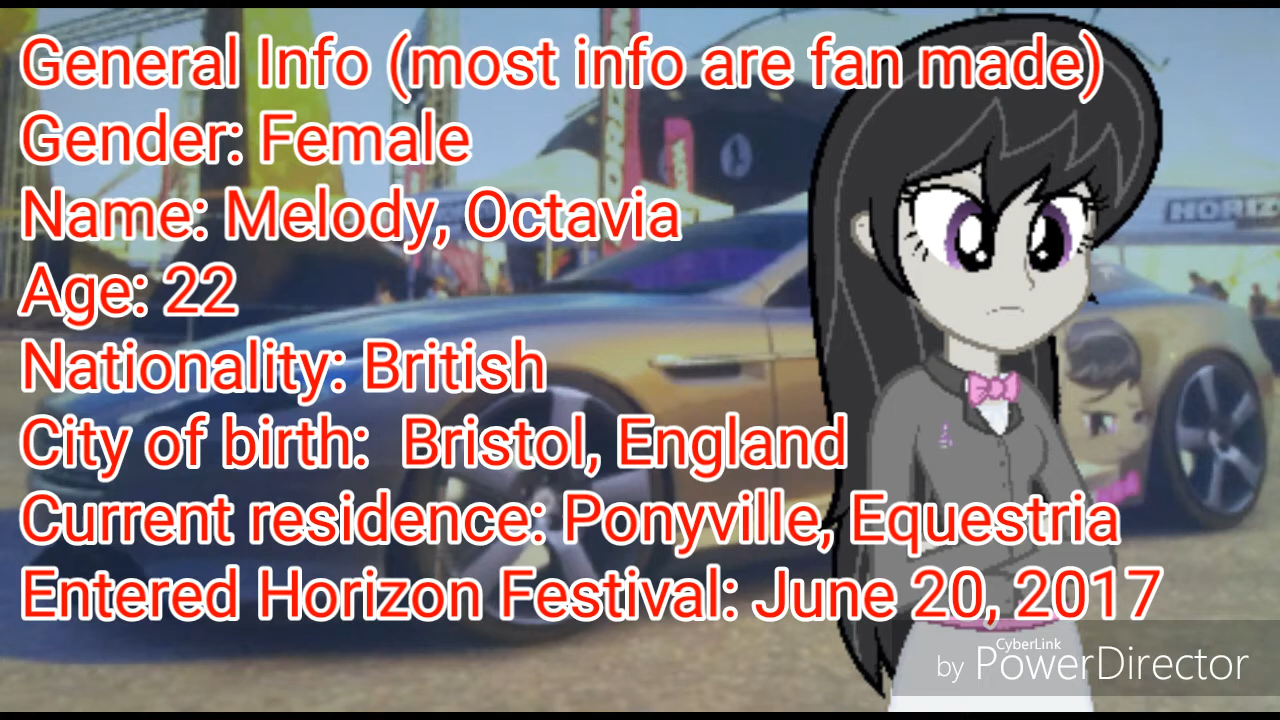 General Info (most info are fan made)
Gender: Female
Name: Melody, Octavia
Age: 22
Nationality: British
City of birth:  Bristol, England
Current residence: Ponyville, Equestria
Entered Horizon Festival: June 20, 2017
by CyberLink PowerDirector